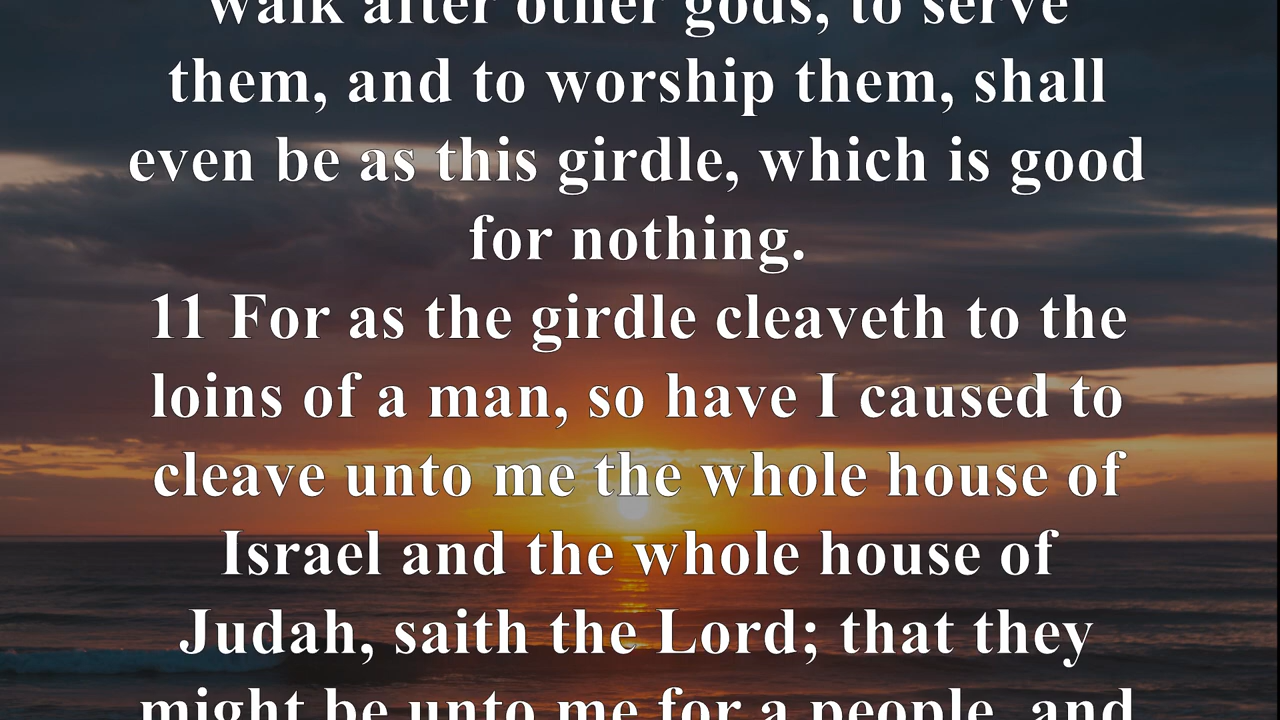 walk after other gods, to serve
them, and to worship them, shall
even be as this girdle, which is good
for nothing.
11 For as the girdle cleaveth to the
loins of a man, so have I caused to
cleave unto me the whole house of
Israel and the whole house of
Judah, saith the Lord; that they
might be unto me for a people, and